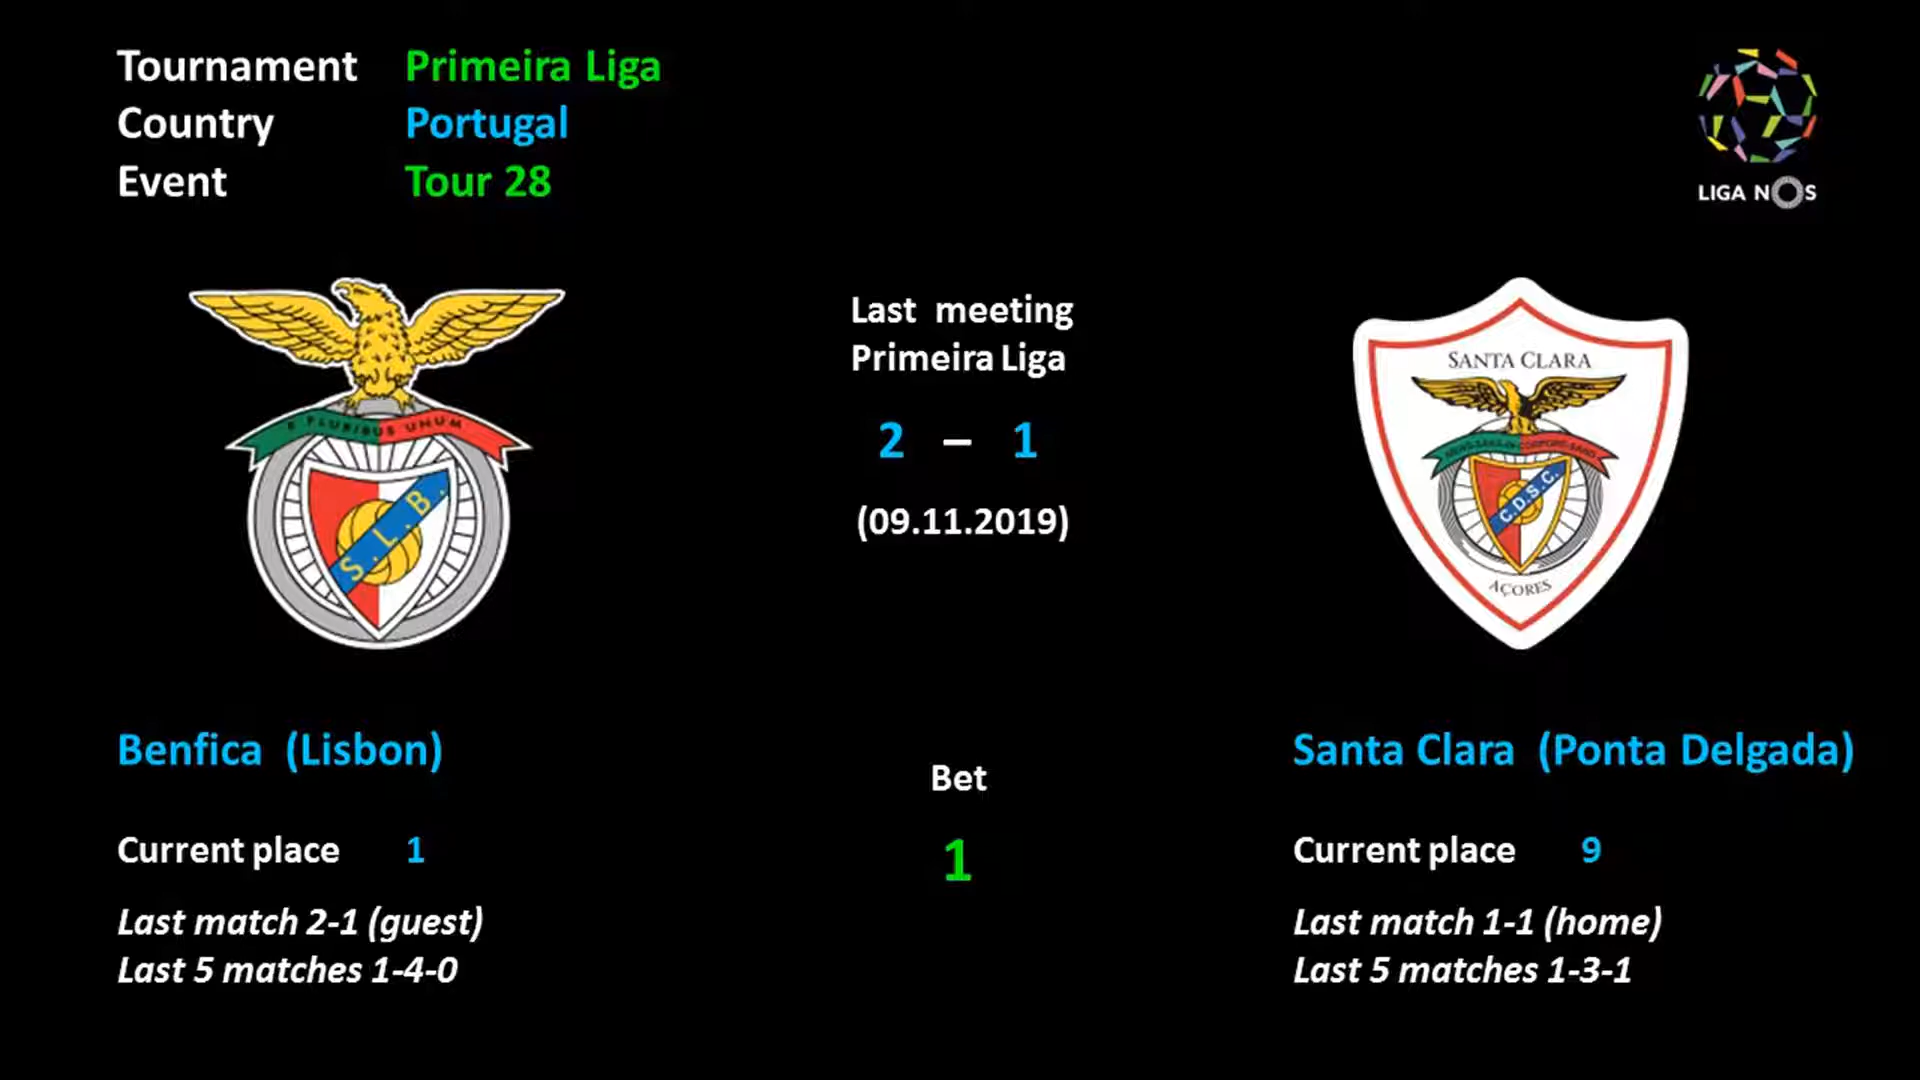 Tournament Primeira Liga
Country Portugal
Event Tour 28
LIGA NOS
Last meeting
Primeira Liga
2 – 1
(09.11.2019)
E PLURIBUS UNUM
S.L.B.
SANTA CLARA
C.D.S.C.
AÇORES
Benfica (Lisbon)
Santa Clara (Ponta Delgada)
Bet
1
Current place 1
Current place 9
Last match 2-1 (guest)
Last match 1-1 (home)
Last 5 matches 1-4-0
Last 5 matches 1-3-1